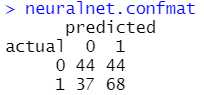 > neuralnet.confmat
predicted
actual 0 1
0 44 44
1 37 68